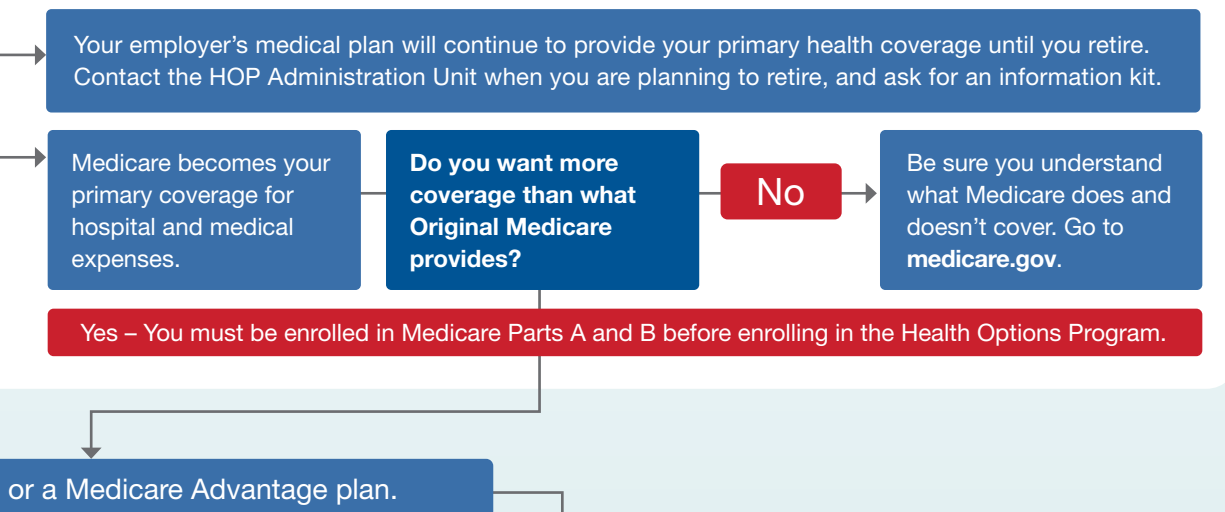 Your employer’s medical plan will continue to provide your primary health coverage until you retire.
Contact the HOP Administration Unit when you are planning to retire, and ask for an information kit.
Medicare becomes your
primary coverage for
hospital and medical
expenses.
Do you want more
coverage than what
Original Medicare
provides?
No
Be sure you understand
what Medicare does and
doesn’t cover. Go to
medicare.gov.
Yes – You must be enrolled in Medicare Parts A and B before enrolling in the Health Options Program.
or a Medicare Advantage plan.